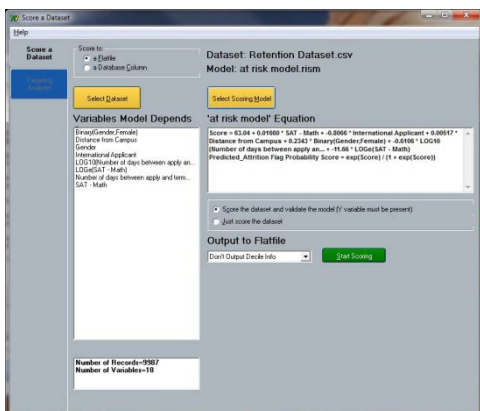 Score a Dataset
Help
Score a
Dataset
Targeting
Analysis
Score to:
a Flatfile
a Database Column
Select Dataset
Variables Model Depends
Binary(Gender,Female)
Distance from Campus
Gender
International Applicant
LOG10(Number of days between apply an...
LOGe(SAT - Math)
Number of days between apply and term...
SAT - Math
Number of Records=9987
Number of Variables=18
Dataset: Retention Dataset.csv
Model: at risk model.rism
Select Scoring Model
'at risk model' Equation
Score = 63.04 + 0.01660 * SAT - Math + -0.8066 * International Applicant + 0.00517 *
Distance from Campus + 0.2343 * Binary(Gender,Female) + -0.6106 * LOG10
(Number of days between apply an... + -11.66 * LOGe(SAT - Math)
Predicted_Attrition Flag Probability Score = exp(Score) / (1 + exp(Score))
Score the dataset and validate the model (Y variable must be present)
Just score the dataset
Output to Flatfile
Don't Output Decile Info
Start Scoring